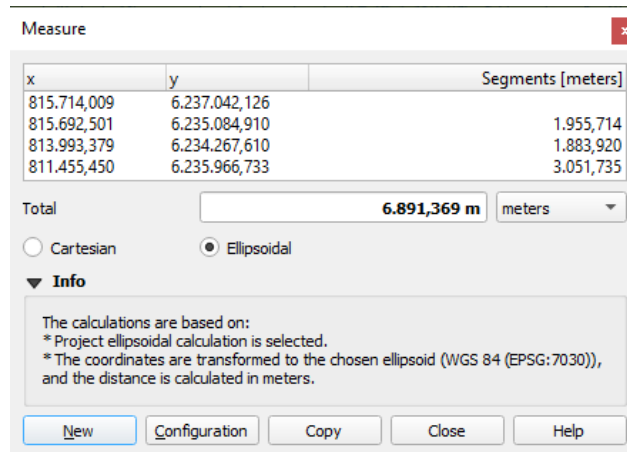 Measure
x y Segments [meters]
815.714,009 6.237.042,126
815.692,501 6.235.084,910 1.955,714
813.993,379 6.234.267,610 1.883,920
811.455,450 6.235.966,733 3.051,735
Total 6.891,369 m meters
Cartesian Ellipsoidal
Info
The calculations are based on:
* Project ellipsoidal calculation is selected.
* The coordinates are transformed to the chosen ellipsoid (WGS 84 (EPSG:7030)),
and the distance is calculated in meters.
New Configuration Copy Close Help